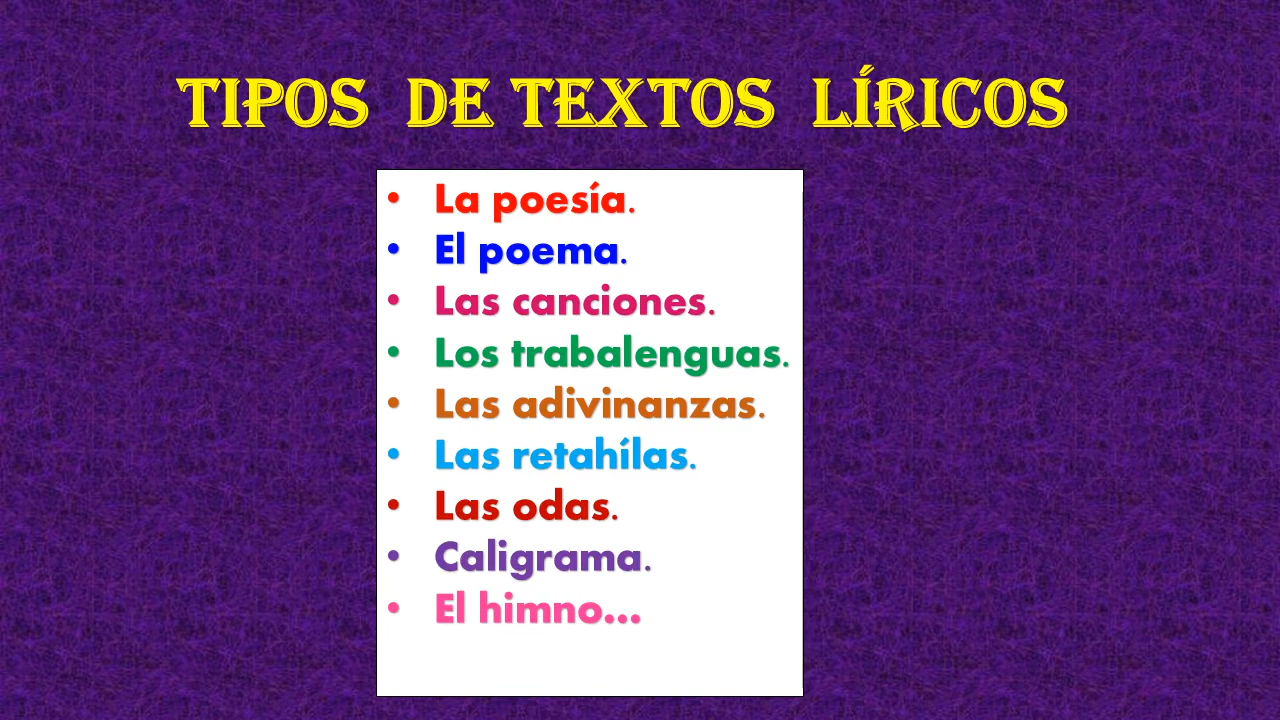 TIPOS DE TEXTOS LÍRICOS
• La poesía.
• El poema.
• Las canciones.
• Los trabalenguas.
• Las adivinanzas.
• Las retahílas.
• Las odas.
• Caligrama.
• El himno...